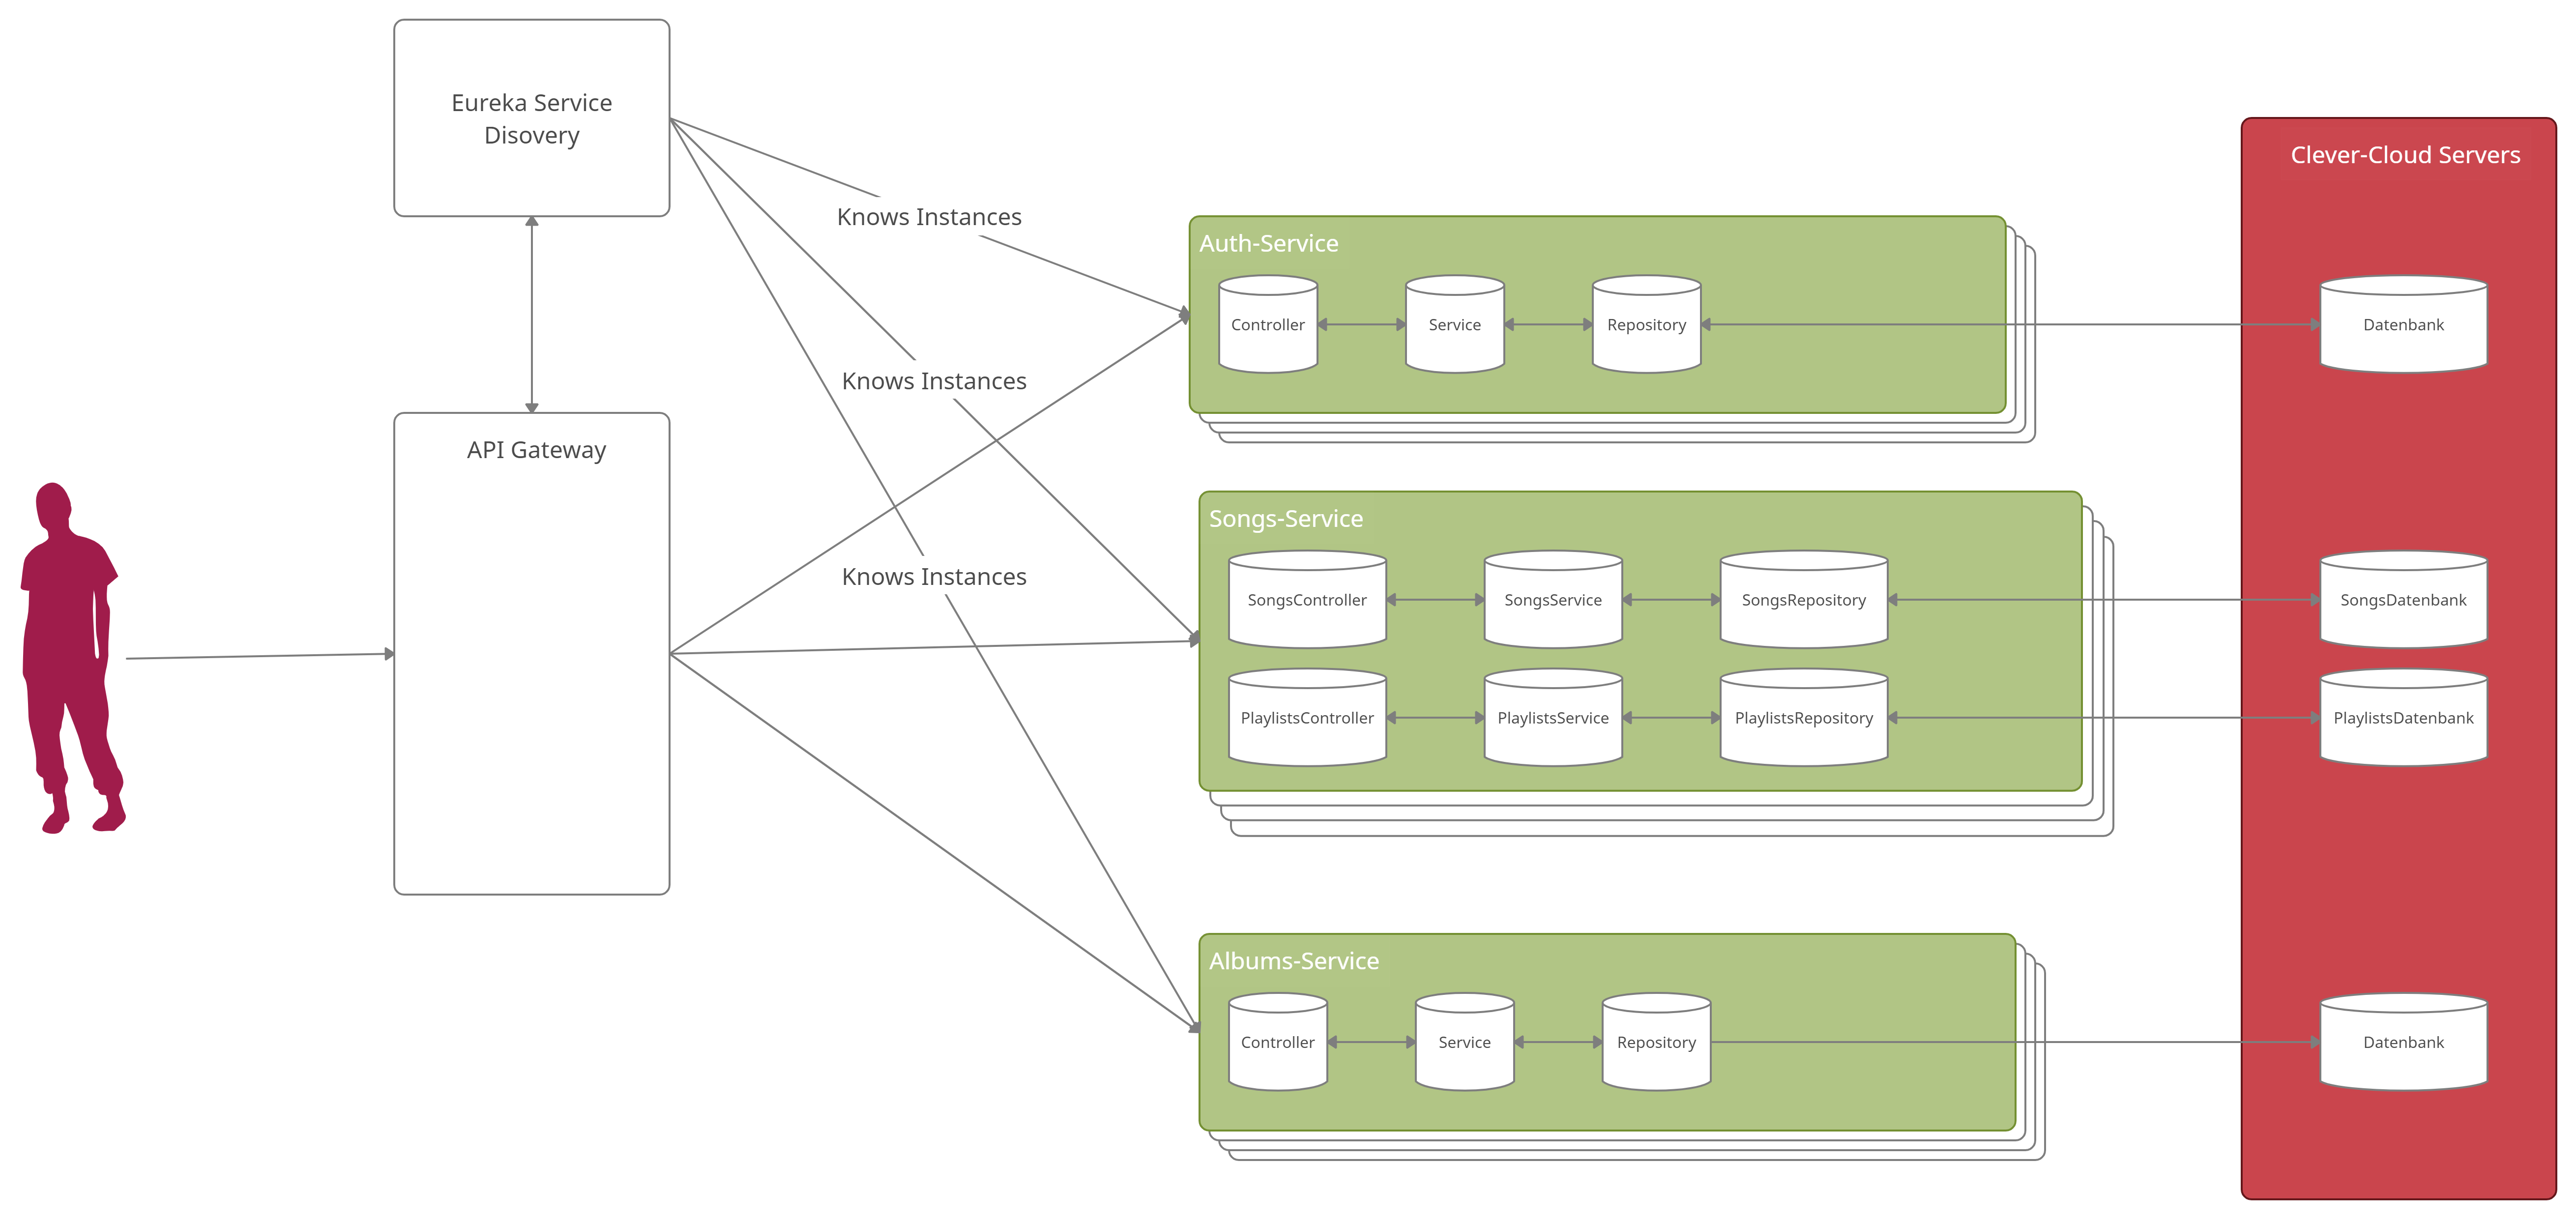 Eureka Service
Disovery
API Gateway
Knows Instances
Knows Instances
Knows Instances
Auth-Service
Controller
Service
Repository
Songs-Service
SongsController
SongsService
SongsRepository
PlaylistsController
PlaylistsService
PlaylistsRepository
Albums-Service
Controller
Service
Repository
Clever-Cloud Servers
Datenbank
SongsDatenbank
PlaylistsDatenbank
Datenbank